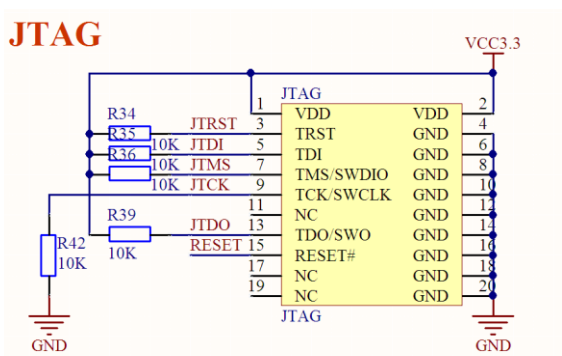 JTAG
VCC3.3
JTAG
1 VDD VDD 2
R34 JTRST 3 TRST GND 4
R35 10K JTDI 5 TDI GND 6
R36 10K JTMS 7 TMS/SWDIO GND 8
10K JTCK 9 TCK/SWCLK GND 10
11 NC GND 12
R39 JTDO 13 TDO/SWO GND 14
R42 10K 10K RESET 15 RESET# GND 16
17 NC GND 18
19 NC GND 20
JTAG
GND GND